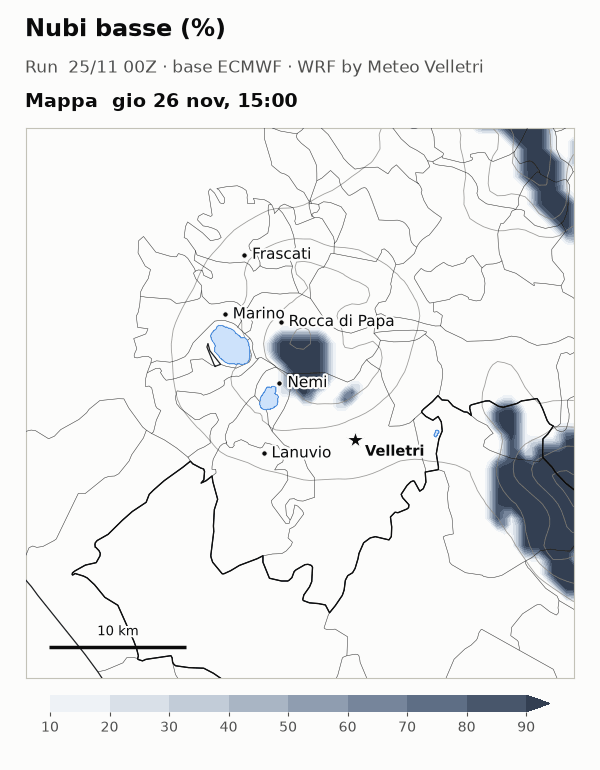 Nubi basse (%)
Run  25/11 00Z · base ECMWF · WRF by Meteo Velletri
Mappa  gio 26 nov, 15:00
Frascati
Marino
Rocca di Papa
Nemi
Velletri
Lanuvio
10 km
10 20 30 40 50 60 70 80 90